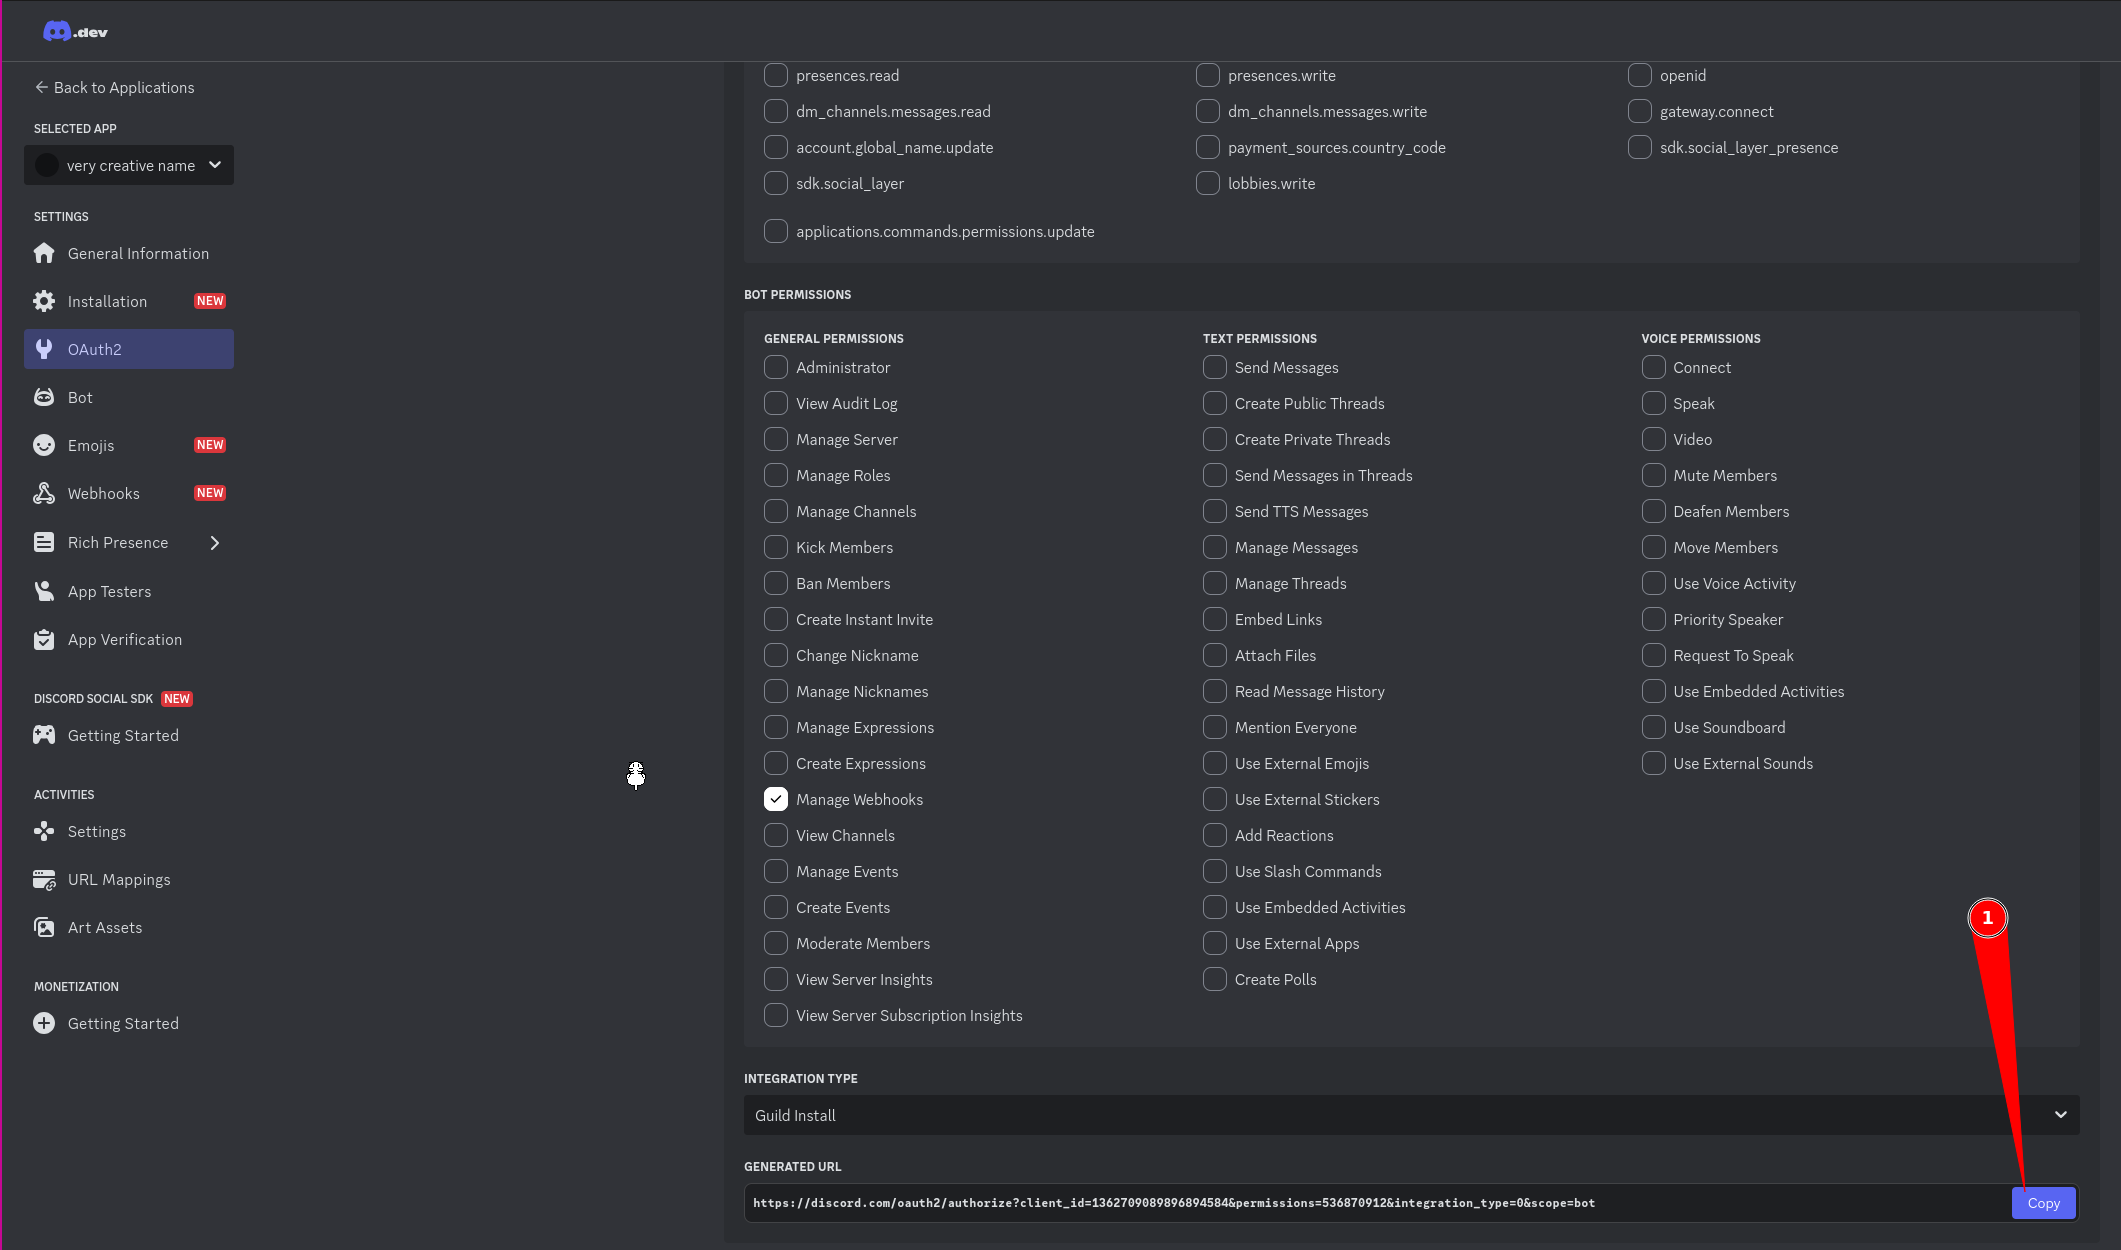 .dev
Back to Applications
SELECTED APP
very creative name
SETTINGS
General Information
Installation NEW
OAuth2
Bot
Emojis NEW
Webhooks NEW
Rich Presence
App Testers
App Verification
DISCORD SOCIAL SDK NEW
Getting Started
ACTIVITIES
Settings
URL Mappings
Art Assets
MONETIZATION
Getting Started
presences.read presences.write openid
dm_channels.messages.read dm_channels.messages.write gateway.connect
account.global_name.update payment_sources.country_code sdk.social_layer_presence
sdk.social_layer lobbies.write
applications.commands.permissions.update
BOT PERMISSIONS
GENERAL PERMISSIONS
Administrator
View Audit Log
Manage Server
Manage Roles
Manage Channels
Kick Members
Ban Members
Create Instant Invite
Change Nickname
Manage Nicknames
Manage Expressions
Create Expressions
Manage Webhooks
View Channels
Manage Events
Create Events
Moderate Members
View Server Insights
View Server Subscription Insights
TEXT PERMISSIONS
Send Messages
Create Public Threads
Create Private Threads
Send Messages in Threads
Send TTS Messages
Manage Messages
Manage Threads
Embed Links
Attach Files
Read Message History
Mention Everyone
Use External Emojis
Use External Stickers
Add Reactions
Use Slash Commands
Use Embedded Activities
Use External Apps
Create Polls
VOICE PERMISSIONS
Connect
Speak
Video
Mute Members
Deafen Members
Move Members
Use Voice Activity
Priority Speaker
Request To Speak
Use Embedded Activities
Use Soundboard
Use External Sounds
1
INTEGRATION TYPE
Guild Install
GENERATED URL
https://discord.com/oauth2/authorize?client_id=1362709089896894584&permissions=536870912&integration_type=0&scope=bot
Copy